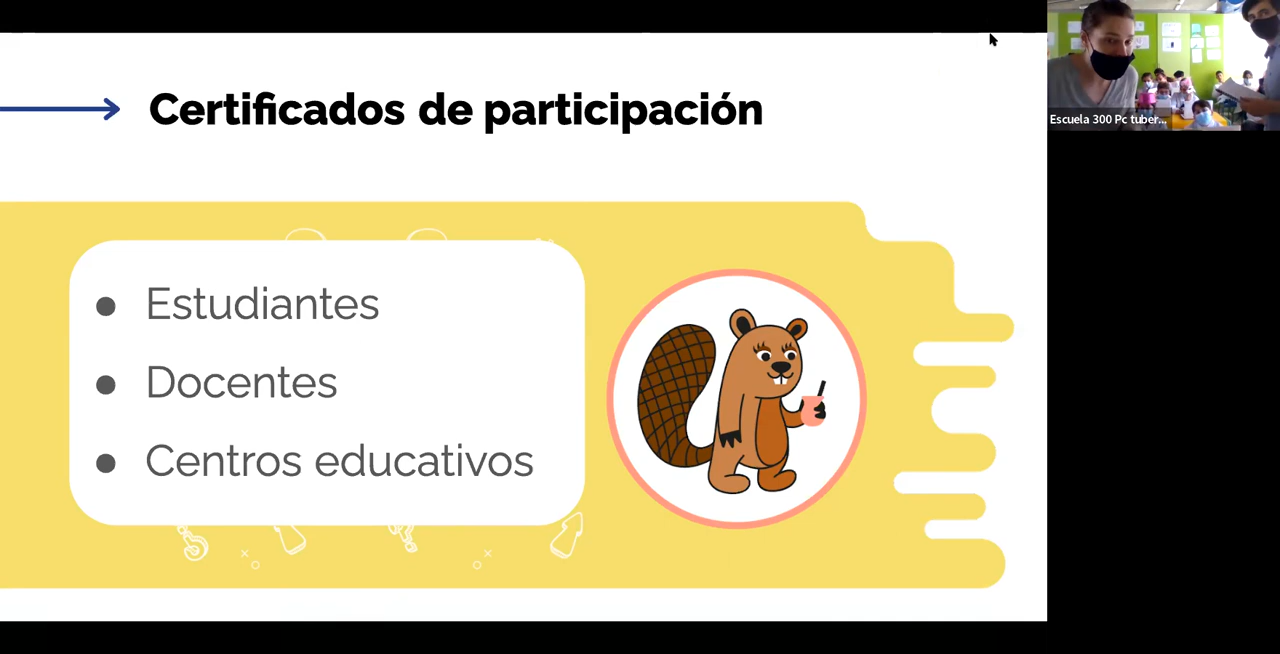 Certificados de participación
Escuela 300 Pc tuber...
● Estudiantes
● Docentes
● Centros educativos